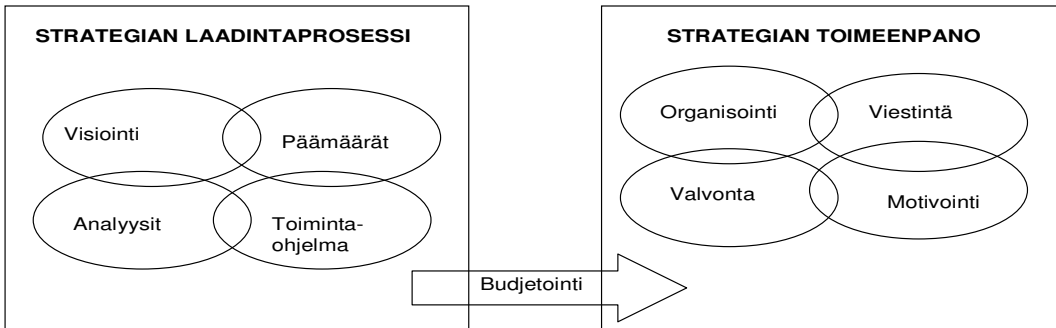 STRATEGIAN LAADINTAPROSESSI
Visiointi
Päämäärät
Analyysit
Toiminta-
ohjelma
Budjetointi
STRATEGIAN TOIMEENPANO
Organisointi
Viestintä
Valvonta
Motivointi